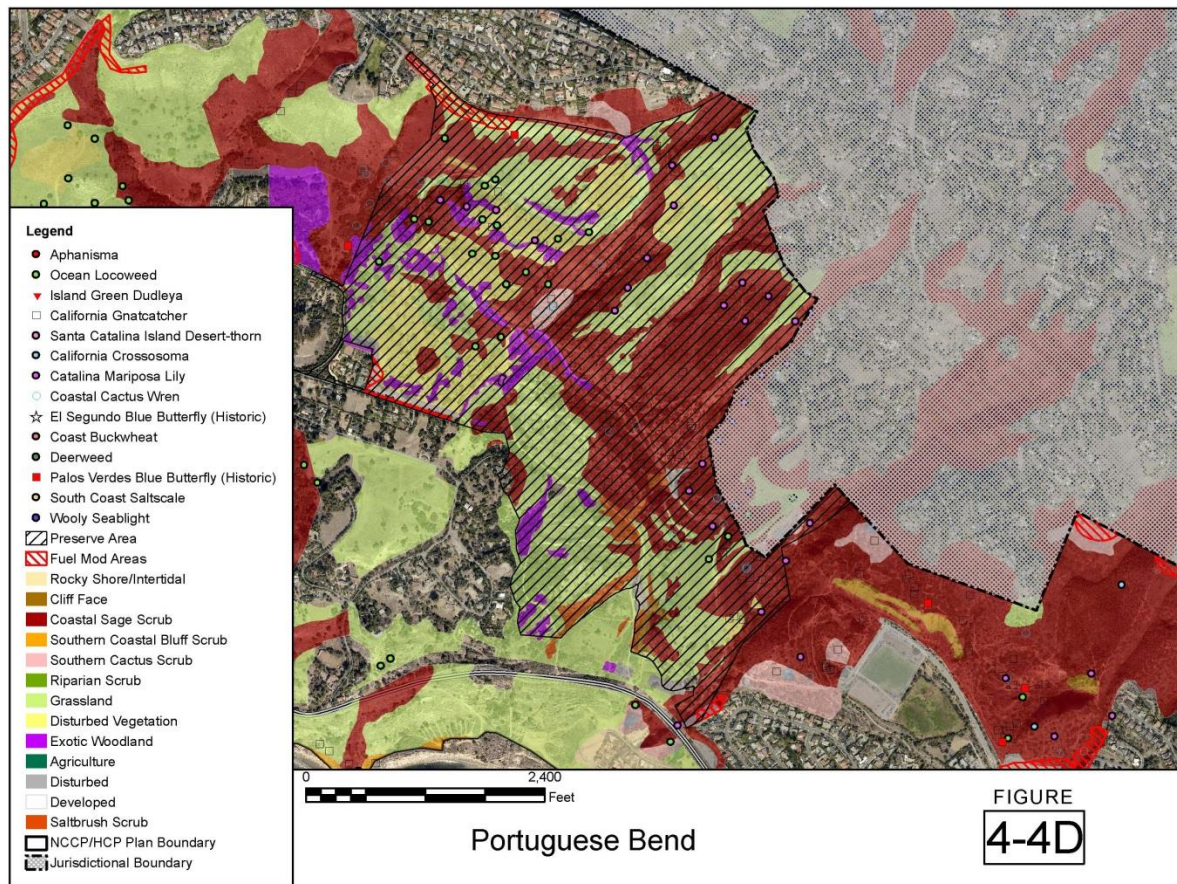 Legend
Aphanisma
Ocean Locoweed
Island Green Dudleya
California Gnatcatcher
Santa Catalina Island Desert-thorn
California Crossosoma
Catalina Mariposa Lily
Coastal Cactus Wren
El Segundo Blue Butterfly (Historic)
Coast Buckwheat
Deerweed
Palos Verdes Blue Butterfly (Historic)
South Coast Saltscale
Wooly Seablight
Preserve Area
Fuel Mod Areas
Rocky Shore/Intertidal
Cliff Face
Coastal Sage Scrub
Southern Coastal Bluff Scrub
Southern Cactus Scrub
Riparian Scrub
Grassland
Disturbed Vegetation
Exotic Woodland
Agriculture
Disturbed
Developed
Saltbrush Scrub
NCCP/HCP Plan Boundary
Jurisdictional Boundary
0 2,400
Feet
Portuguese Bend
FIGURE
4-4D